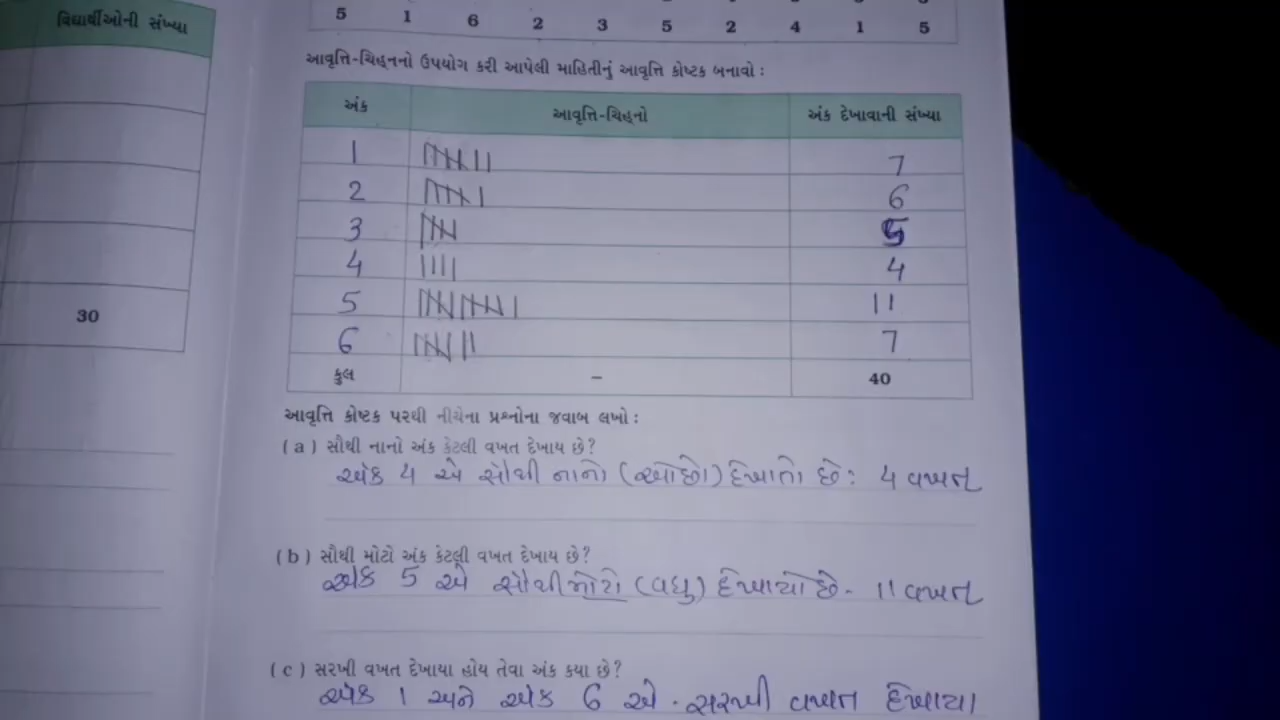 વિદ્યાર્થીઓની સંખ્યા
30
5 1 6 2 3 5 2 4 1 5
આવૃત્તિ-ચિહ્નનો ઉપયોગ કરી આપેલી માહિતીનું આવૃત્તિ કોષ્ટક બનાવો :
અંક આવૃત્તિ-ચિહ્નો અંક દેખાવાની સંખ્યા
1 7
2 6
3 5
4 |||| 4
5 11
6 7
કુલ – 40
આવૃત્તિ કોષ્ટક પરથી નીચેના પ્રશ્નોના જવાબ લખો :
(a) સૌથી નાનો અંક કેટલી વખત દેખાય છે?
અંક 4 એ સૌથી નાનો (ઓછો) દેખાતો છે: 4 વખત
(b) સૌથી મોટો અંક કેટલી વખત દેખાય છે?
અંક 5 એ સૌથી મોટો (વધુ) દેખાયો છે- 11 વખત
(c) સરખી વખત દેખાયા હોય તેવા અંક કયા છે?
અંક 1 અને અંક 6 એ સરખી વખત દેખાયા